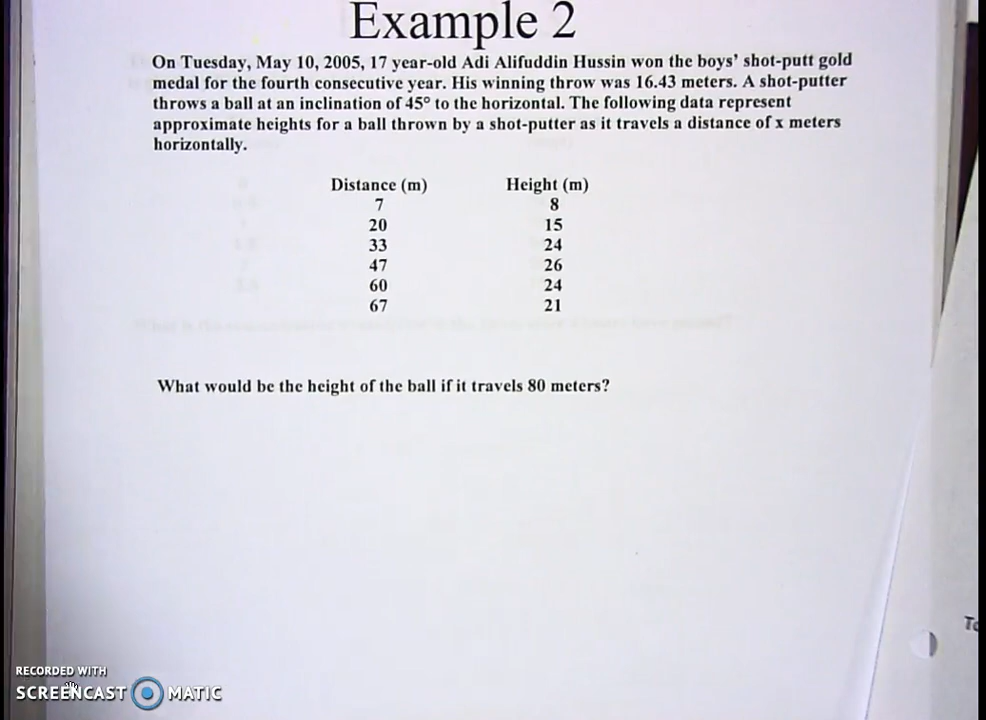 Example 2
On Tuesday, May 10, 2005, 17 year-old Adi Alifuddin Hussin won the boys' shot-putt gold
medal for the fourth consecutive year. His winning throw was 16.43 meters. A shot-putter
throws a ball at an inclination of 45° to the horizontal. The following data represent
approximate heights for a ball thrown by a shot-putter as it travels a distance of x meters
horizontally.
Distance (m) Height (m)
7 8
20 15
33 24
47 26
60 24
67 21
What would be the height of the ball if it travels 80 meters?
RECORDED WITH
SCREENCAST MATIC